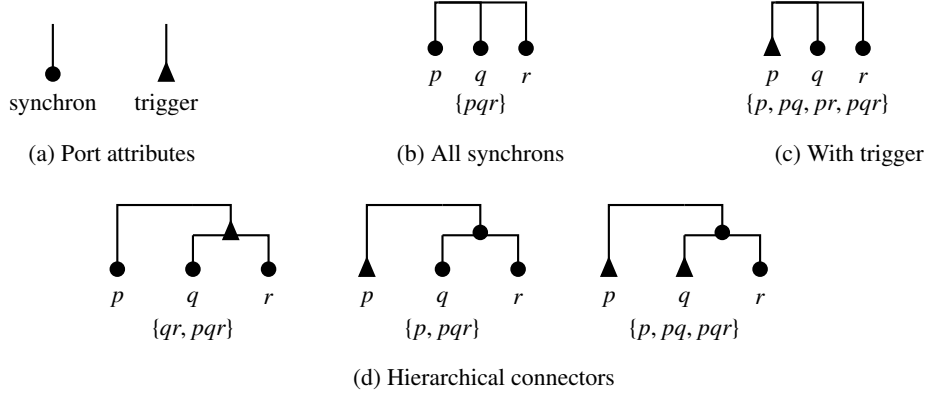 synchron trigger
(a) Port attributes
p q r
{pqr}
(b) All synchrons
p q r
{p, pq, pr, pqr}
(c) With trigger
p q r
{qr, pqr}
p q r
{p, pqr}
p q r
{p, pq, pqr}
(d) Hierarchical connectors